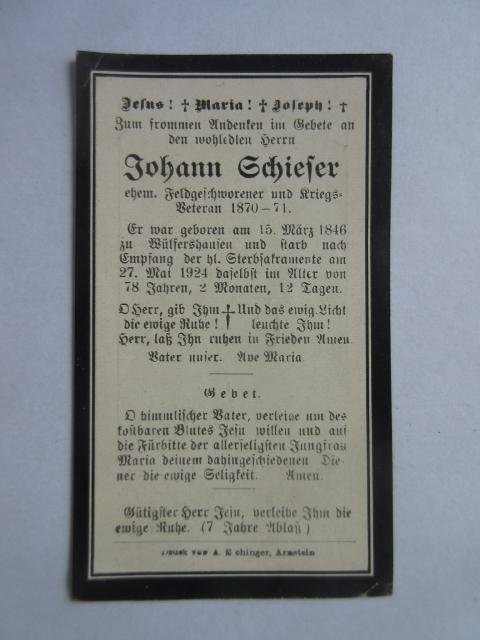 Jesus! † Maria! † Joseph! †
Zum frommen Andenken im Gebete an
den wohledlen Herrn
Johann Schieser
ehem. Feldgeschworener und Kriegs-
Veteran 1870-71.
Er war geboren am 15. März 1846
zu Wülfershausen und starb nach
Empfang der hl. Sterbsakramente am
27. Mai 1924 daselbst im Alter von
78 Jahren, 2 Monaten, 12 Tagen.
O Herr, gib Ihm † Und das ewig. Licht
die ewige Ruhe! leuchte Ihm!
Herr, laß Ihn ruhen in Frieden Amen.
Vater unser. Ave Maria.
Gebet.
O himmlischer Vater, verleihe um des
kostbaren Blutes Jesu willen und auf
die Fürbitte der allerseligsten Jungfrau
Maria deinem dahingeschiedenen Die-
ner die ewige Seligkeit. Amen.
Gütigster Herr Jesu, verleihe Ihm die
ewige Ruhe. (7 Jahre Ablaß)
Druck von A. chinger, Arnstein